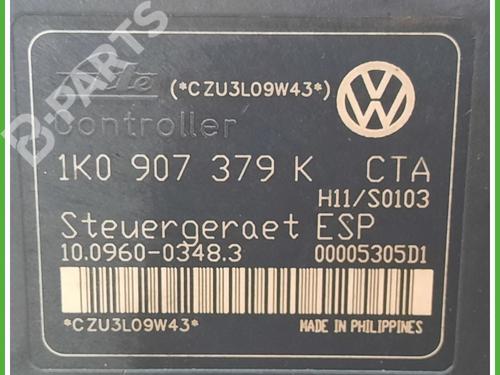 B-PARTS
ate (*CZU3L09W43*)
Controller
1K0 907 379 K CTA
H11/S0103
Steuergeraet ESP
10.0960-0348.3 00005305D1
*CZU3L09W43* MADE IN PHILIPPINES